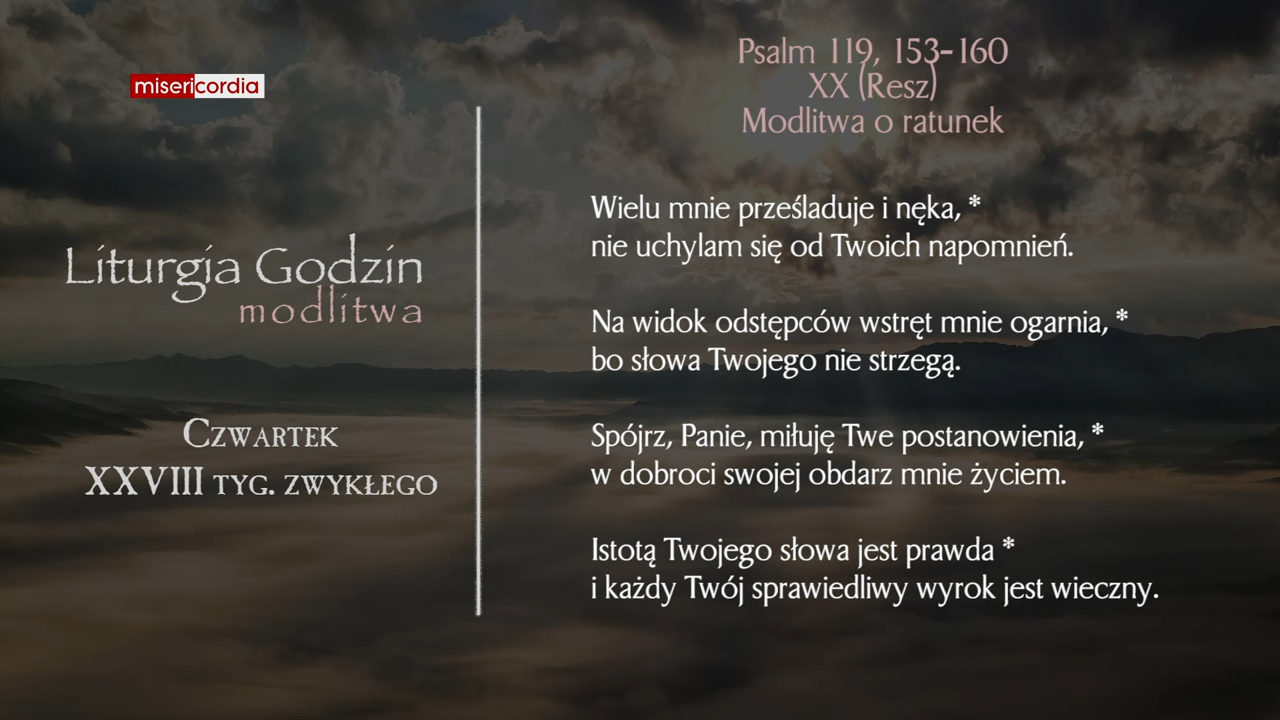 misericordia
Liturgia Godzin
modlitwa
Czwartek
XXVIII tyg. zwykłego
Psalm 119, 153-160
XX (Resz)
Modlitwa o ratunek
Wielu mnie prześladuje i nęka, *
nie uchylam się od Twoich napomnień.
Na widok odstępców wstręt mnie ogarnia, *
bo słowa Twojego nie strzegą.
Spójrz, Panie, miłuję Twe postanowienia, *
w dobroci swojej obdarz mnie życiem.
Istotą Twojego słowa jest prawda *
i każdy Twój sprawiedliwy wyrok jest wieczny.